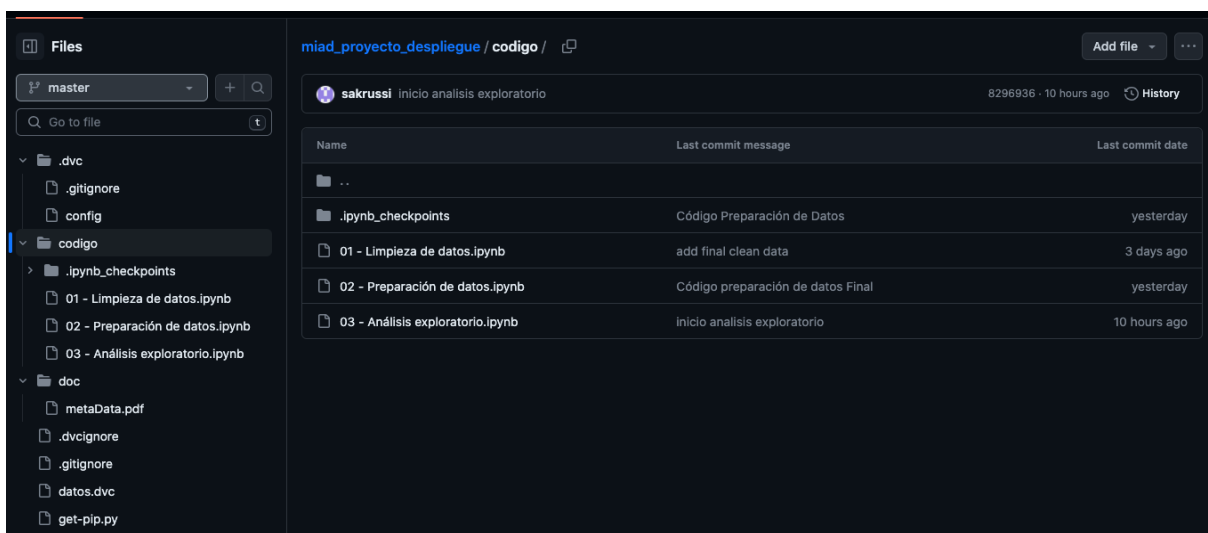 Files
master
Go to file
t
.dvc
.gitignore
config
codigo
.ipynb_checkpoints
01 - Limpieza de datos.ipynb
02 - Preparación de datos.ipynb
03 - Análisis exploratorio.ipynb
doc
metaData.pdf
.dvcignore
.gitignore
datos.dvc
get-pip.py
miad_proyecto_despliegue / codigo /
Add file
sakrussi inicio analisis exploratorio 8296936 · 10 hours ago History
Name Last commit message Last commit date
..
.ipynb_checkpoints Código Preparación de Datos yesterday
01 - Limpieza de datos.ipynb add final clean data 3 days ago
02 - Preparación de datos.ipynb Código preparación de datos Final yesterday
03 - Análisis exploratorio.ipynb inicio analisis exploratorio 10 hours ago